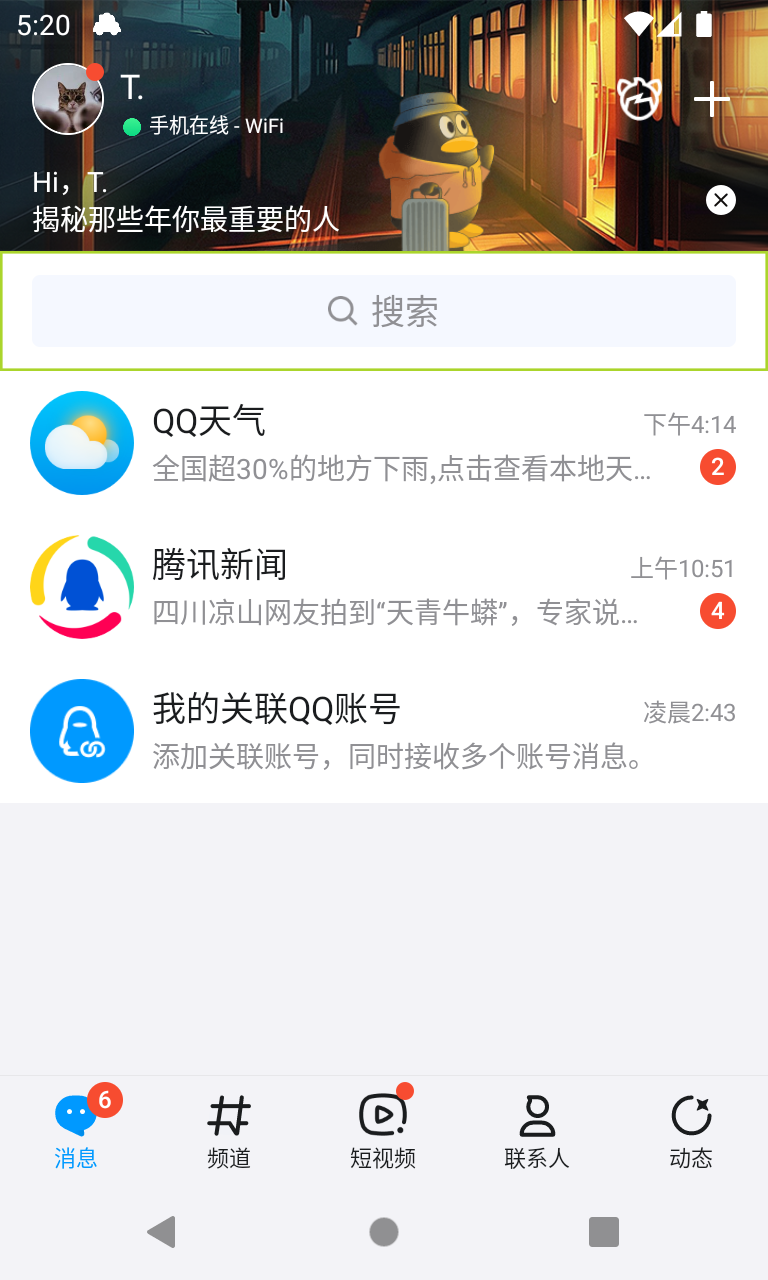 5:20
T.
手机在线 - WiFi
Hi，T.
揭秘那些年你最重要的人
搜索
QQ天气
下午4:14
全国超30%的地方下雨,点击查看本地天...
2
腾讯新闻
上午10:51
四川凉山网友拍到“天青牛蟒”，专家说...
4
我的关联QQ账号
凌晨2:43
添加关联账号，同时接收多个账号消息。
6
消息
频道
短视频
联系人
动态